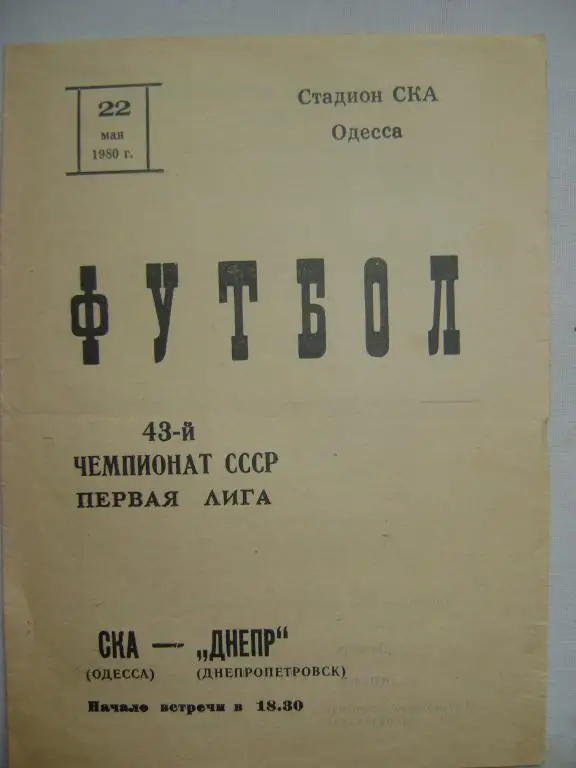 22
мая
1980 г.
Стадион СКА
Одесса
ФУТБОЛ
43-й
ЧЕМПИОНАТ СССР
ПЕРВАЯ ЛИГА
СКА — „ДНЕПР"
(ОДЕССА) (ДНЕПРОПЕТРОВСК)
Начало встречи в 18.30